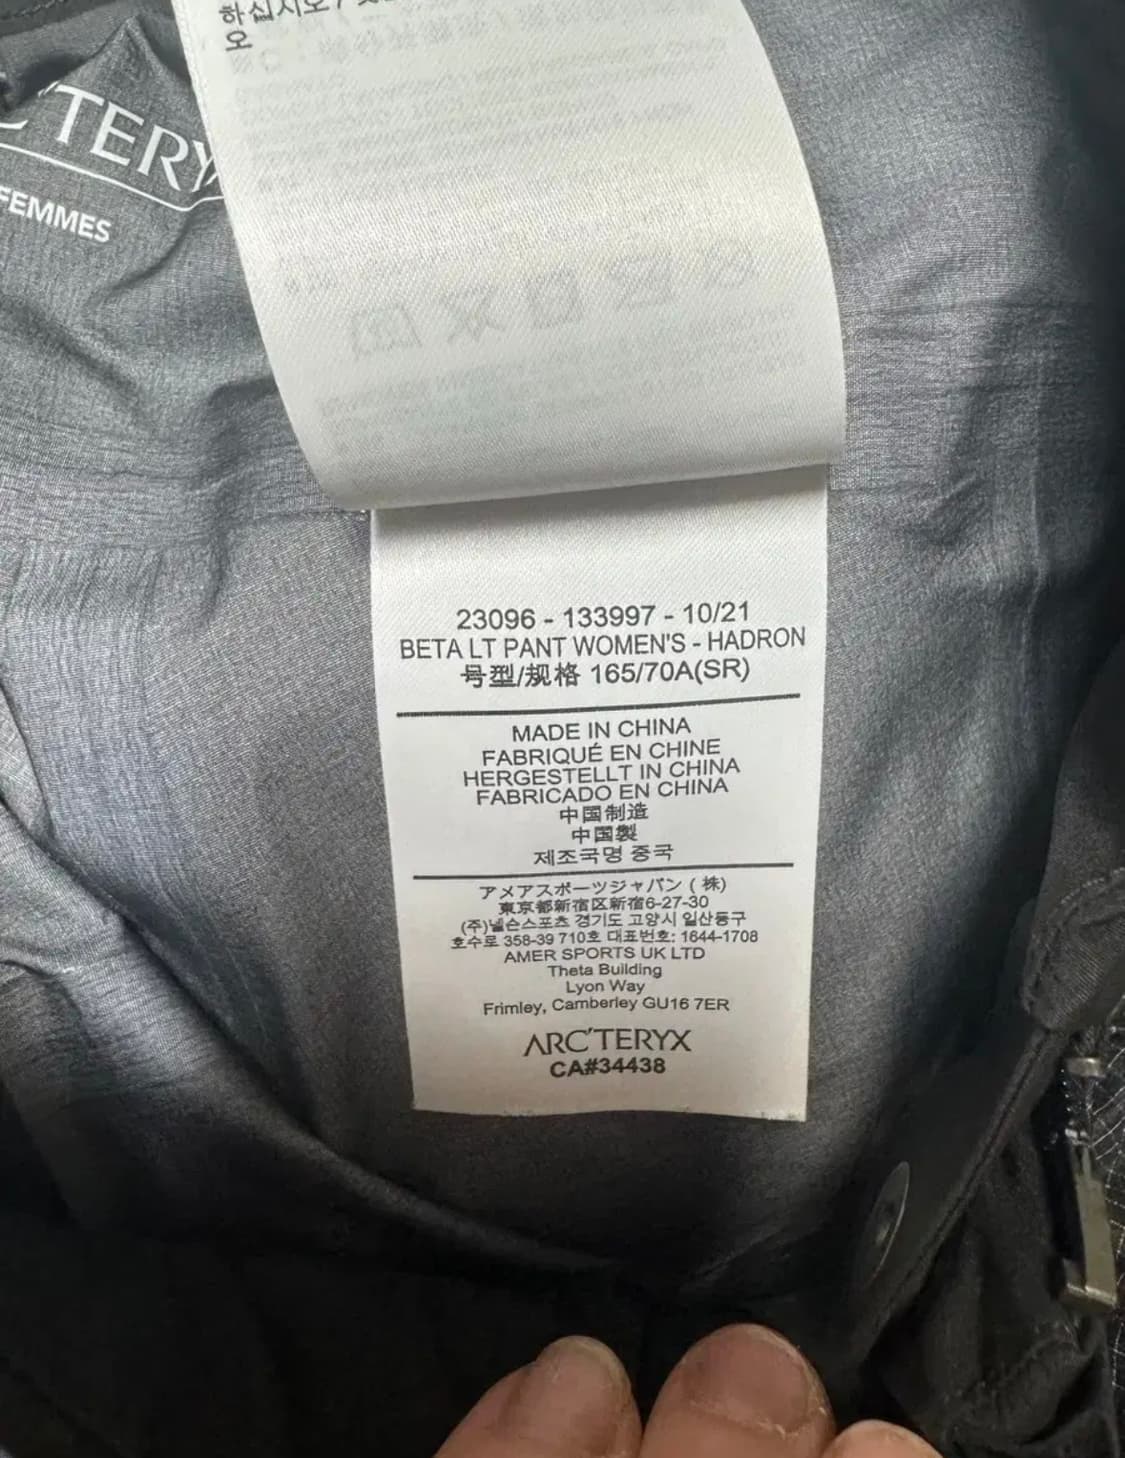 하십시오 /
오
C'TERY
FEMMES
23096 - 133997 - 10/21
BETA LT PANT WOMEN'S - HADRON
号型/规格 165/70A(SR)
MADE IN CHINA
FABRIQUÉ EN CHINE
HERGESTELLT IN CHINA
FABRICADO EN CHINA
中国制造
中国製
제조국명 중국
アメアスポーツジャパン (株)
東京都新宿区新宿6-27-30
(주)넬슨스포츠 경기도 고양시 일산동구
호수로 358-39 710호 대표번호: 1644-1708
AMER SPORTS UK LTD
Theta Building
Lyon Way
Frimley, Camberley GU16 7ER
ARC'TERYX
CA#34438